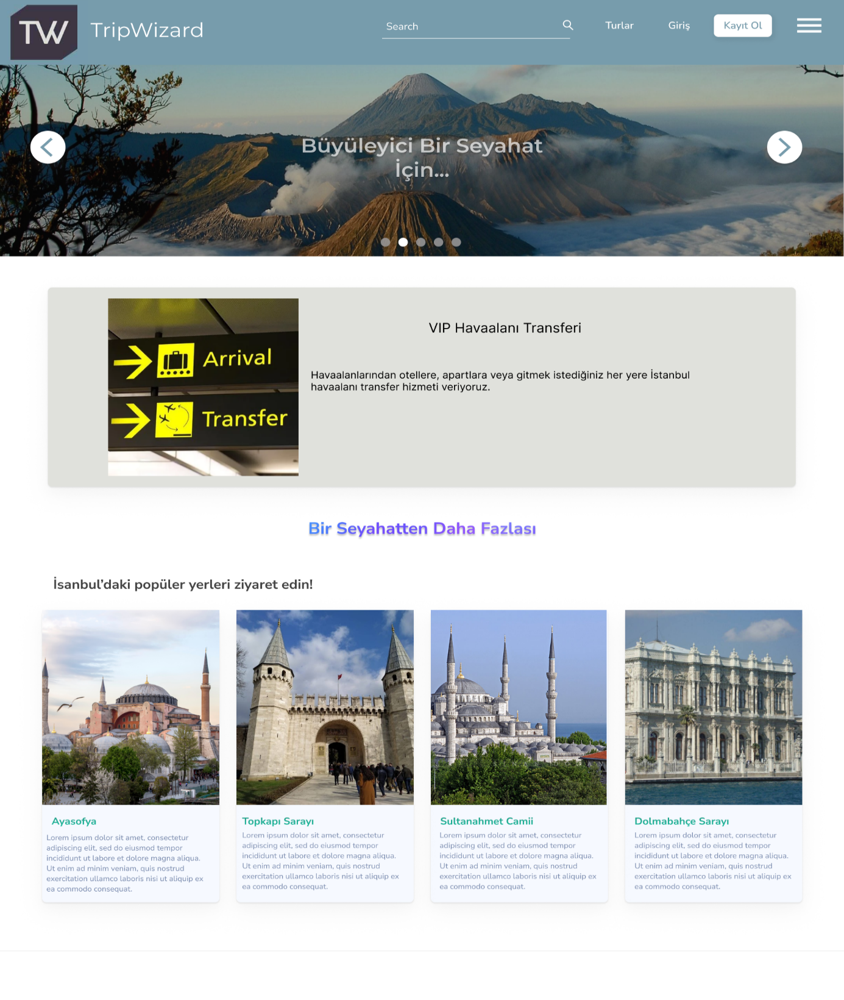 TW
TripWizard
Search
Turlar
Giriş
Kayıt Ol
Büyüleyici Bir Seyahat
İçin...
Arrival
Transfer
VIP Havaalanı Transferi
Havaalanlarından otellere, apartlara veya gitmek istediğiniz her yere İstanbul
havaalanı transfer hizmeti veriyoruz.
Bir Seyahatten Daha Fazlası
İsanbul'daki popüler yerleri ziyaret edin!
Ayasofya
Lorem ipsum dolor sit amet, consectetur
adipiscing elit, sed do eiusmod tempor
incididunt ut labore et dolore magna aliqua.
Ut enim ad minim veniam, quis nostrud
exercitation ullamco laboris nisi ut aliquip ex
ea commodo consequat.
Topkapı Sarayı
Lorem ipsum dolor sit amet, consectetur
adipiscing elit, sed do eiusmod tempor
incididunt ut labore et dolore magna aliqua.
Ut enim ad minim veniam, quis nostrud
exercitation ullamco laboris nisi ut aliquip ex
ea commodo consequat.
Sultanahmet Camii
Lorem ipsum dolor sit amet, consectetur
adipiscing elit, sed do eiusmod tempor
incididunt ut labore et dolore magna aliqua.
Ut enim ad minim veniam, quis nostrud
exercitation ullamco laboris nisi ut aliquip ex
ea commodo consequat.
Dolmabahçe Sarayı
Lorem ipsum dolor sit amet, consectetur
adipiscing elit, sed do eiusmod tempor
incididunt ut labore et dolore magna aliqua.
Ut enim ad minim veniam, quis nostrud
exercitation ullamco laboris nisi ut aliquip ex
ea commodo consequat.